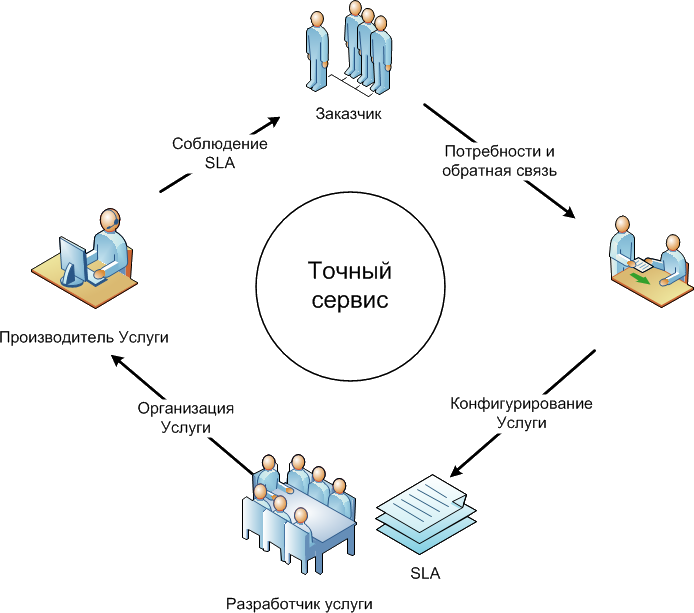 Заказчик
Соблюдение
SLA
Потребности и
обратная связь
Точный
сервис
Производитель Услуги
Организация
Услуги
Конфигурирование
Услуги
SLA
Разработчик услуги